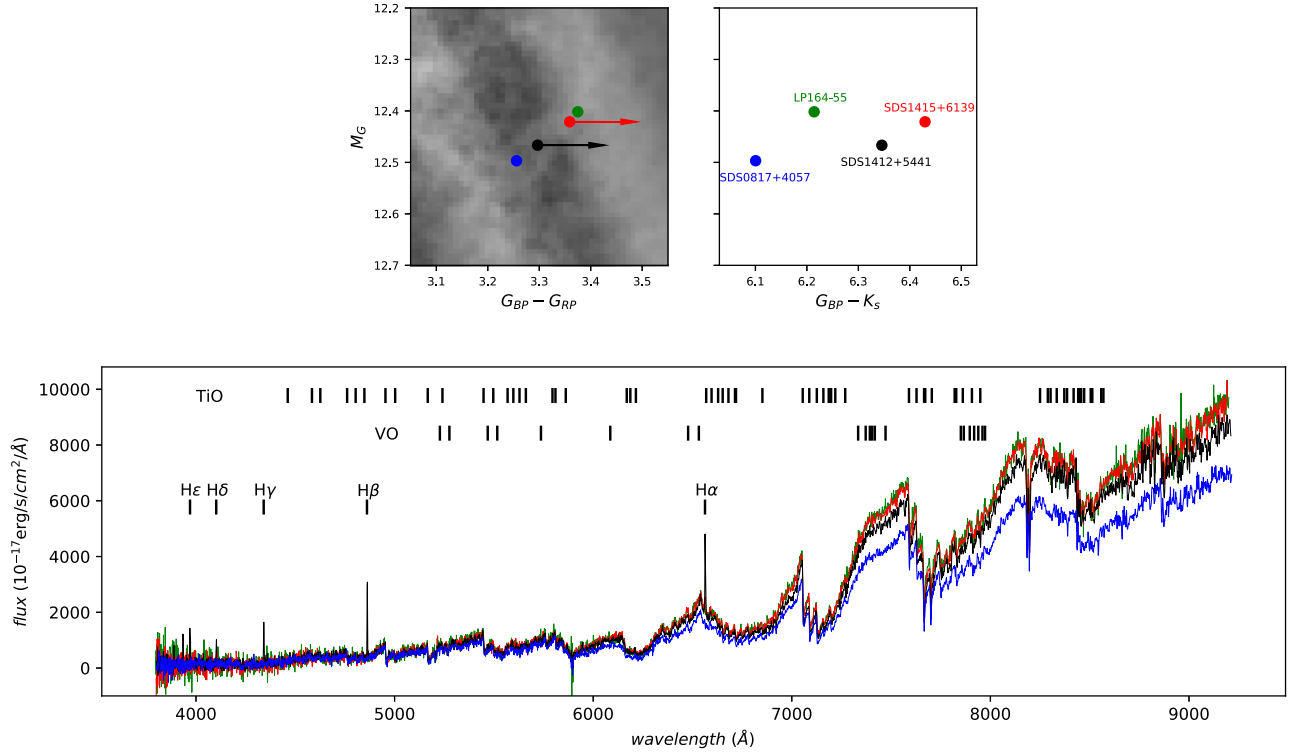 12.2
12.3
12.4
12.5
12.6
12.7
M_G
3.1 3.2 3.3 3.4 3.5
G_BP − G_RP
LP164-55
SDS1415+6139
SDS1412+5441
SDS0817+4057
6.1 6.2 6.3 6.4 6.5
G_BP − K_s
10000
8000
6000
4000
2000
0
flux (10⁻¹⁷erg/s/cm²/Å)
TiO
VO
Hε Hδ Hγ Hβ Hα
4000 5000 6000 7000 8000 9000
wavelength (Å)